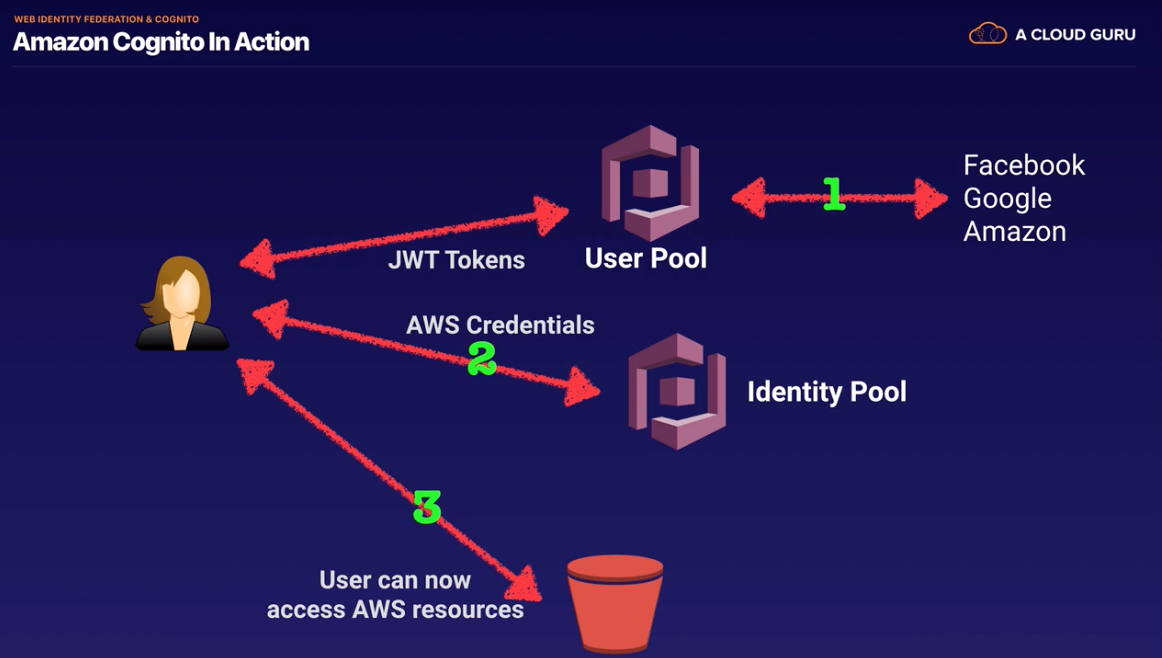 WEB IDENTITY FEDERATION & COGNITO
Amazon Cognito In Action
A CLOUD GURU
Facebook
Google
Amazon
1
User Pool
JWT Tokens
AWS Credentials
2
Identity Pool
3
User can now
access AWS resources